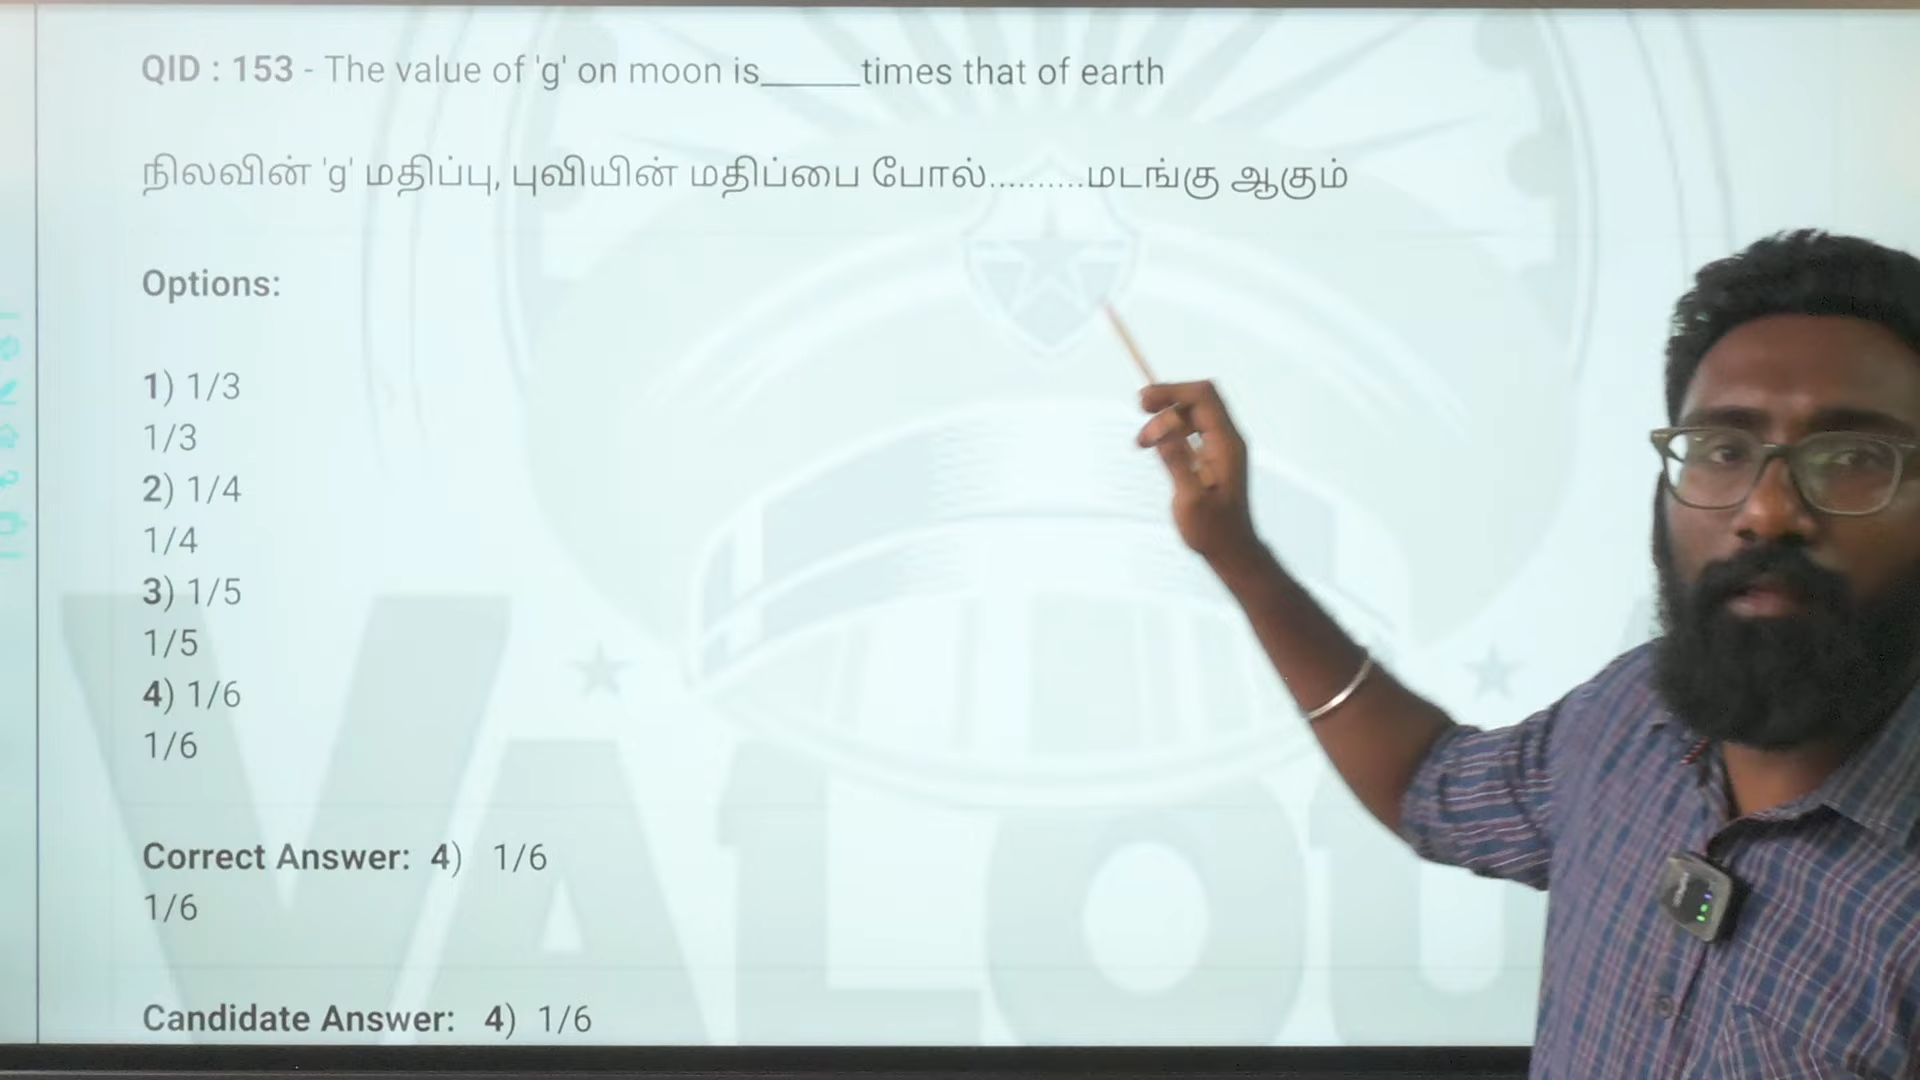 QID : 153 - The value of 'g' on moon is_____times that of earth
நிலவின் 'g' மதிப்பு, புவியின் மதிப்பை போல்..........மடங்கு ஆகும்
Options:
1) 1/3
1/3
2) 1/4
1/4
3) 1/5
1/5
4) 1/6
1/6
Correct Answer: 4) 1/6
1/6
Candidate Answer: 4) 1/6